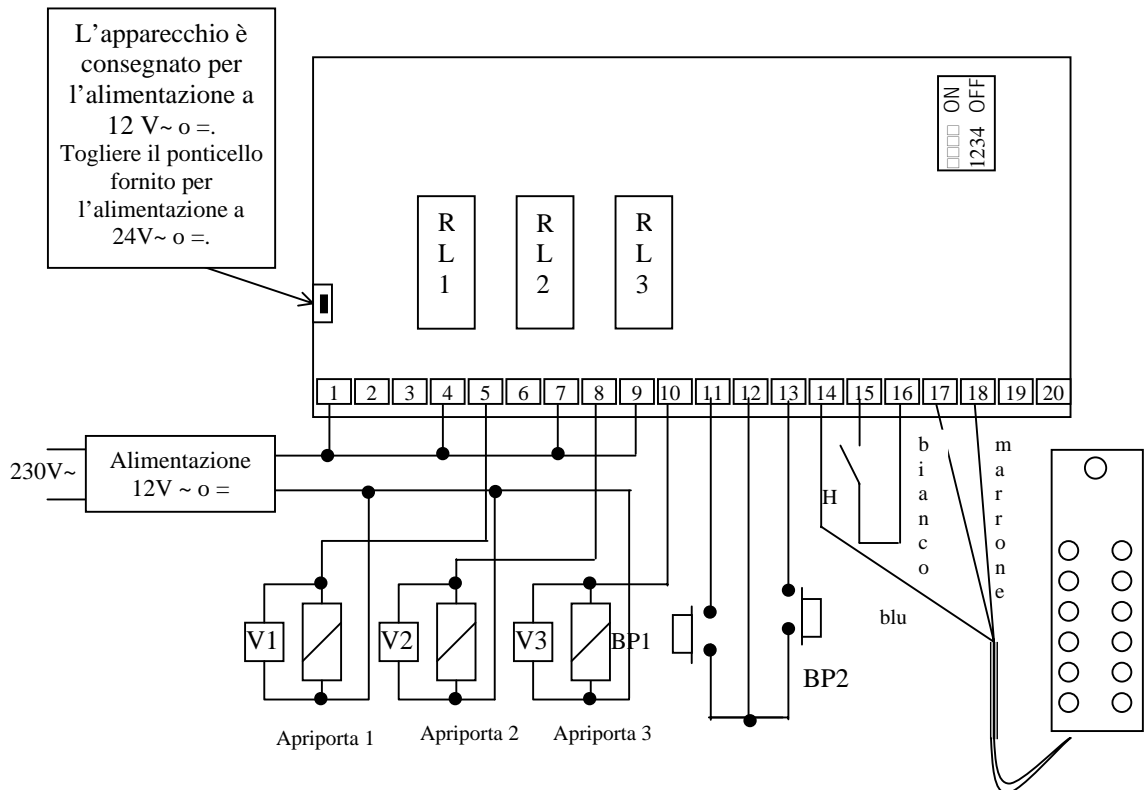 L'apparecchio è
consegnato per
l'alimentazione a
12 V~ o =.
Togliere il ponticello
fornito per
l'alimentazione a
24V~ o =.
ON
1234 OFF
R
L
1
R
L
2
R
L
3
1 2 3 4 5 6 7 8 9 10 11 12 13 14 15 16 17 18 19 20
230V~
Alimentazione
12V ~ o =
H
b
i
a
n
c
o
m
a
r
r
o
n
e
blu
V1
V2
V3
BP1
BP2
Apriporta 1
Apriporta 2
Apriporta 3